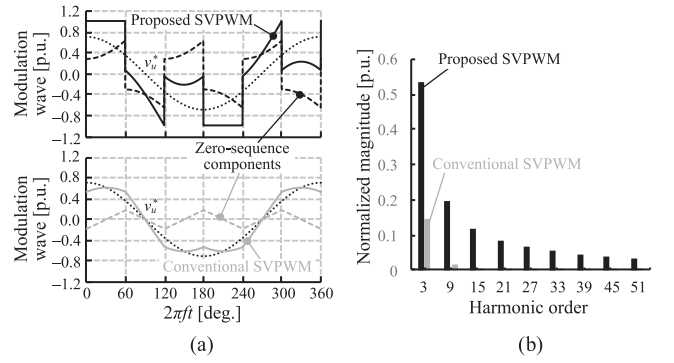 Proposed SVPWM
1.2
0.8
0.4
0.0
−0.4
−0.8
−1.2
Modulation
wave [p.u.]
v*u
Zero-sequence
components
1.2
0.8
0.4
0.0
−0.4
−0.8
−1.2
Modulation
wave [p.u.]
v*u
Conventional SVPWM
0 60 120 180 240 300 360
2πft [deg.]
(a)
0.6
0.5
0.4
0.3
0.2
0.1
0
Normalized magnitude [p.u.]
Proposed SVPWM
Conventional SVPWM
3 9 15 21 27 33 39 45 51
Harmonic order
(b)